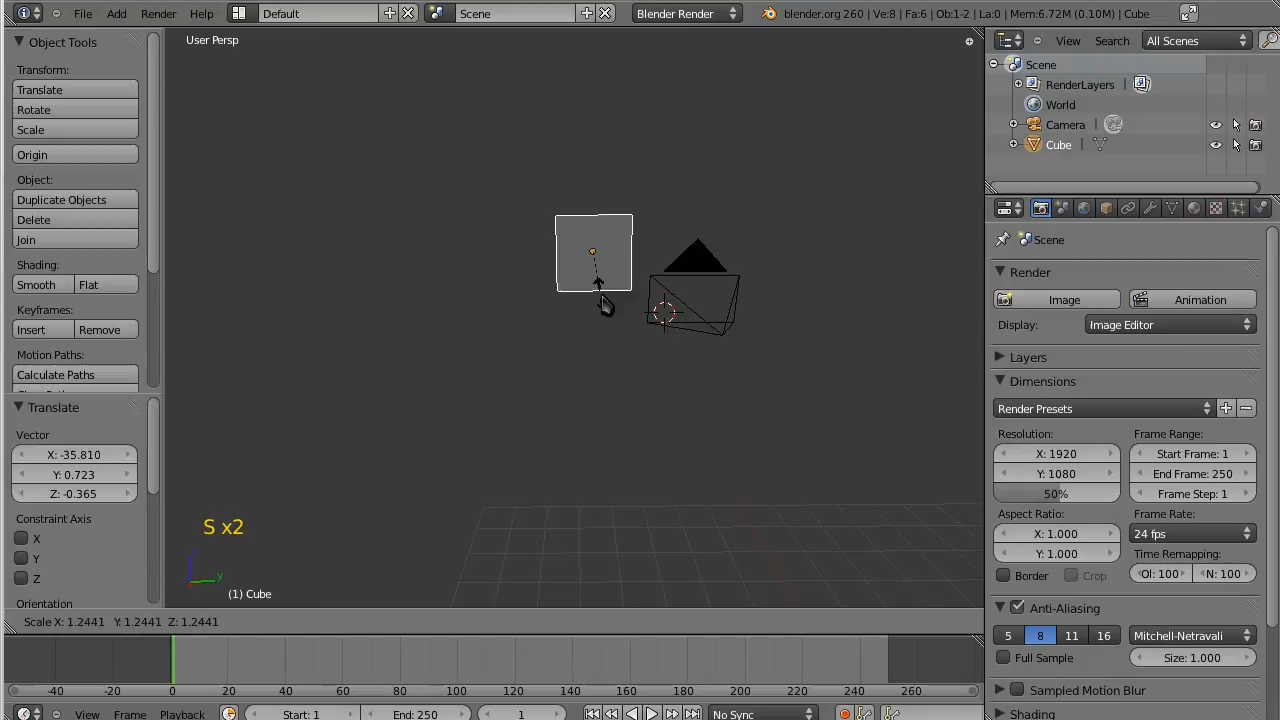 File Add Render Help Default Scene Blender Render blender.org 260 | Ve:8 | Fa:6 | Ob:1-2 | La:0 | Mem:6.72M (0.10M) | Cube
Object Tools
Transform:
Translate
Rotate
Scale
Origin
Object:
Duplicate Objects
Delete
Join
Shading:
Smooth Flat
Keyframes:
Insert Remove
Motion Paths:
Calculate Paths
Translate
Vector
X: -35.810
Y: 0.723
Z: -0.365
Constraint Axis
X
Y
Z
Orientation
User Persp
S x2
y
(1) Cube
Scale X: 1.2441 Y: 1.2441 Z: 1.2441
-40 -20 0 20 40 60 80 100 120 140 160 180 200 220 240 260
View Frame Playback Start: 1 End: 250 1 No Sync
View Search All Scenes
Scene
RenderLayers |
World
Camera |
Cube |
Scene
Render
Image Animation
Display: Image Editor
Layers
Dimensions
Render Presets
Resolution: Frame Range:
X: 1920 Start Frame: 1
Y: 1080 End Frame: 250
50% Frame Step: 1
Aspect Ratio: Frame Rate:
X: 1.000 24 fps
Y: 1.000 Time Remapping:
Border Crop Ol: 100 N: 100
Anti-Aliasing
5 8 11 16 Mitchell-Netravali
Full Sample Size: 1.000
Sampled Motion Blur
Shading